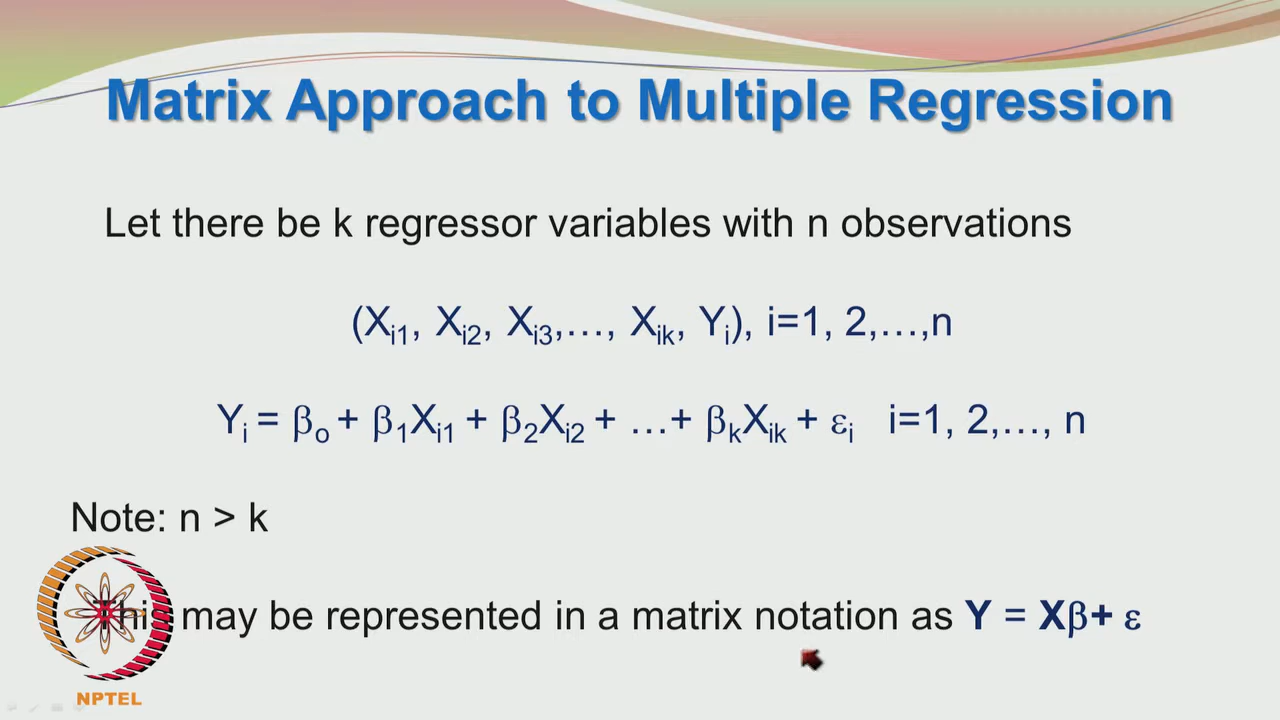 Matrix Approach to Multiple Regression
Let there be k regressor variables with n observations
(Xi1, Xi2, Xi3,…, Xik, Yi), i=1, 2,…,n
Yi = βo + β1Xi1 + β2Xi2 + …+ βkXik + εi i=1, 2,…, n
Note: n > k
This may be represented in a matrix notation as Y = Xβ+ ε
NPTEL